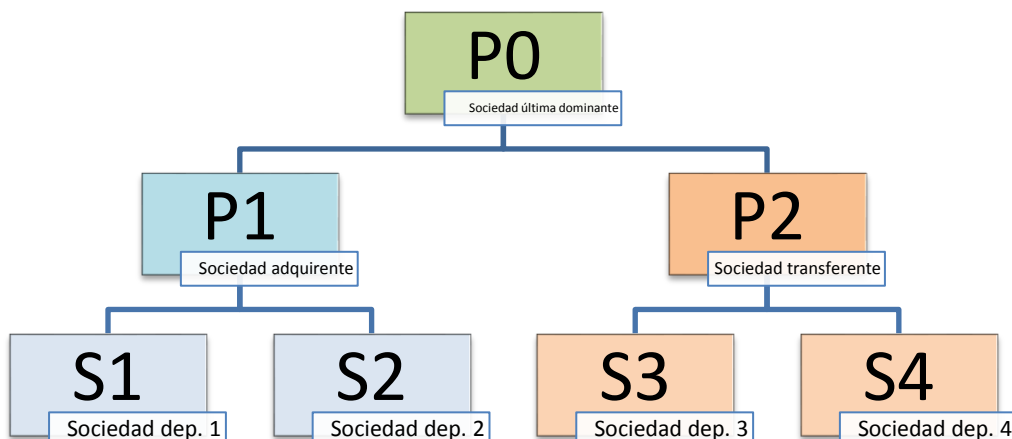 P0
Sociedad última dominante
P1
Sociedad adquirente
P2
Sociedad transferente
S1
Sociedad dep. 1
S2
Sociedad dep. 2
S3
Sociedad dep. 3
S4
Sociedad dep. 4